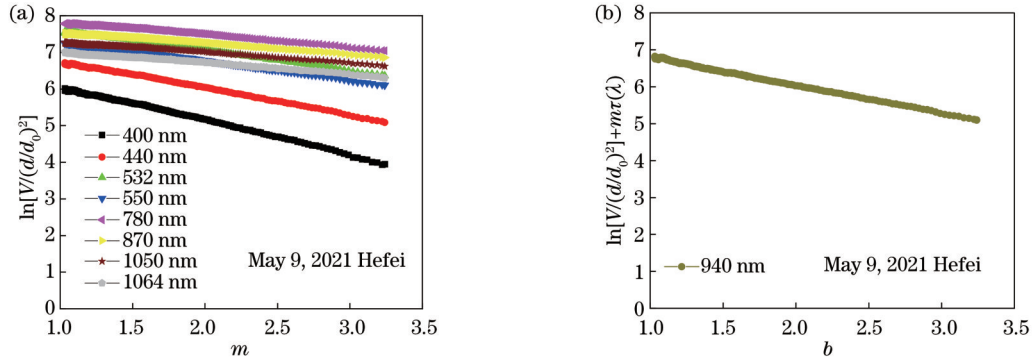 (a)
ln[V/(d/d₀)²]
8
7
6
5
4
3
2
1
0
400 nm
440 nm
532 nm
550 nm
780 nm
870 nm
1050 nm
1064 nm
May 9, 2021 Hefei
1.0 1.5 2.0 2.5 3.0 3.5
m
(b)
ln[V/(d/d₀)²]+mτ(λ)
8
7
6
5
4
3
2
1
0
940 nm
May 9, 2021 Hefei
1.0 1.5 2.0 2.5 3.0 3.5
b